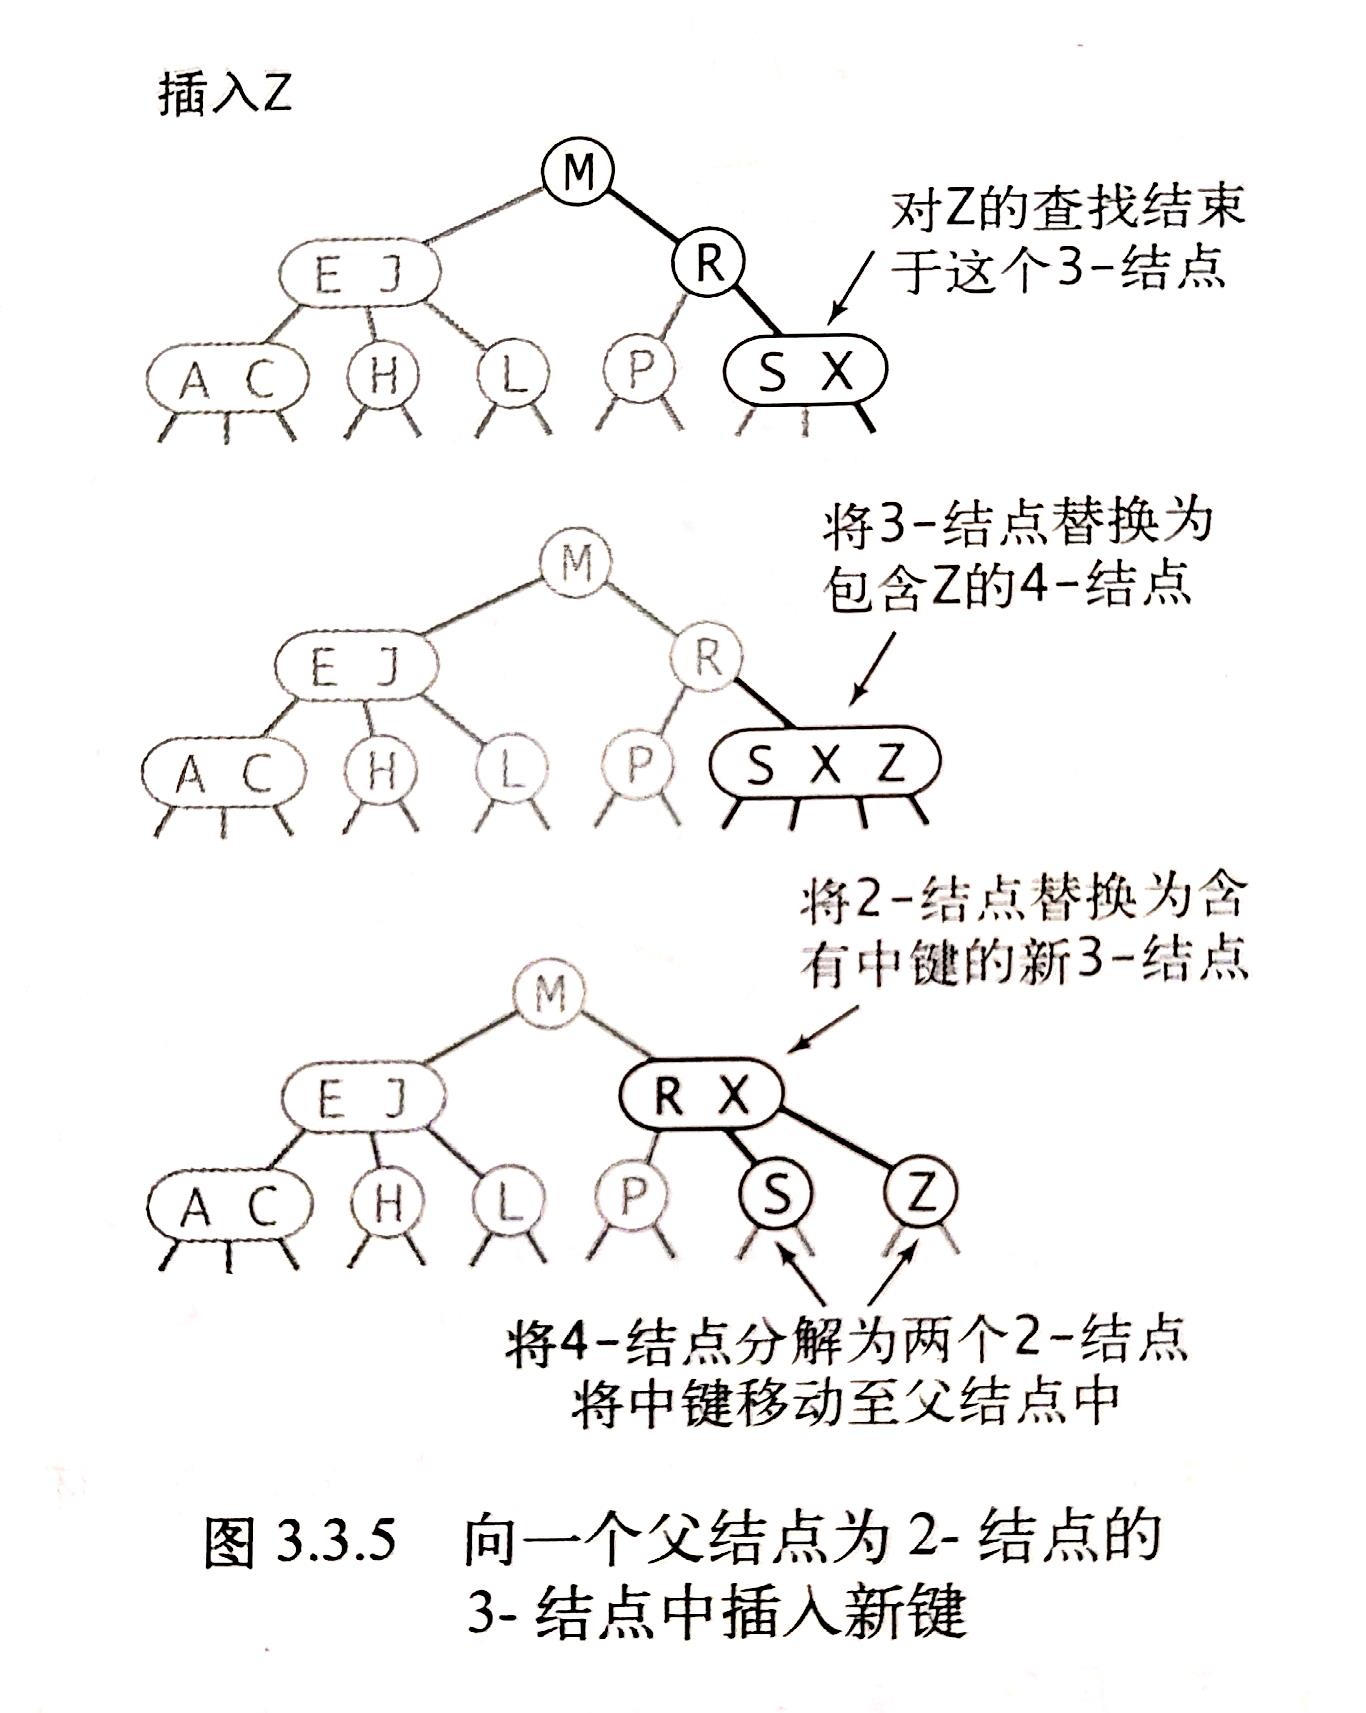 插入Z
M
对Z的查找结束
于这个3-结点
R
E J
A C H L P S X
将3-结点替换为
包含Z的4-结点
M
E J R
A C H L P S X Z
将2-结点替换为含
有中键的新3-结点
M
E J R X
A C H L P S Z
将4-结点分解为两个2-结点
将中键移动至父结点中
图 3.3.5 向一个父结点为 2- 结点的
3- 结点中插入新键